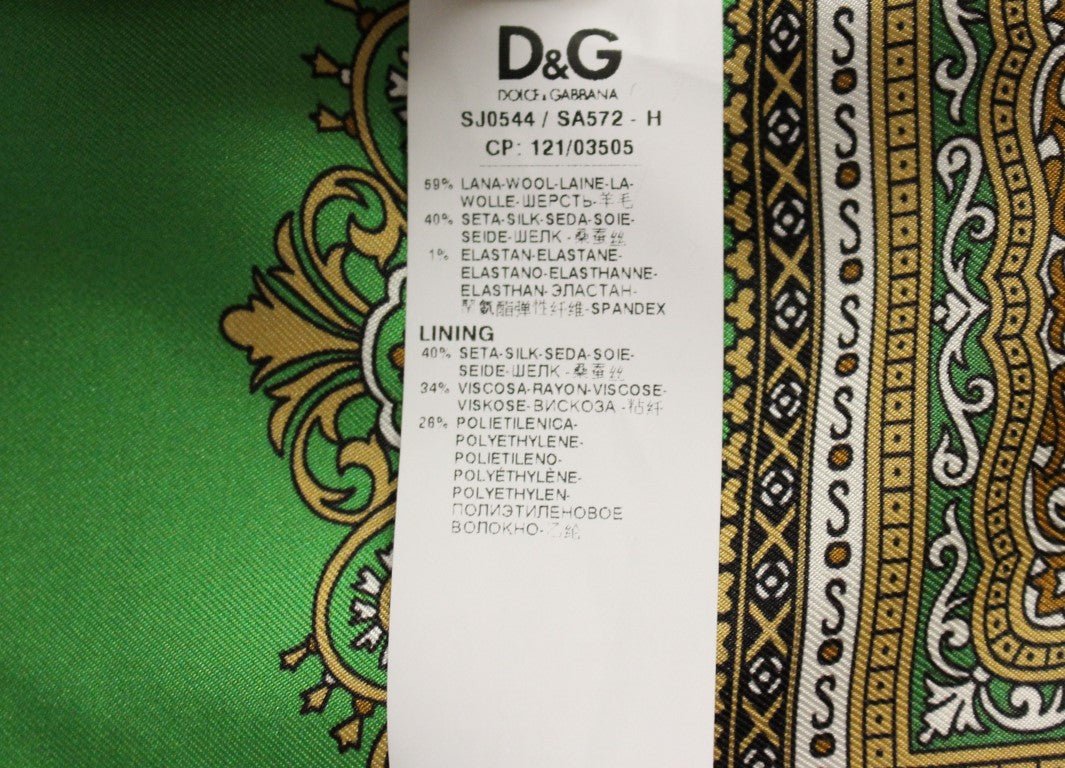 D&G
DOLCE & GABBANA
SJ0544 / SA572 - H
CP: 121/03505
59% LANA-WOOL-LAINE-LA-
WOLLE-ШЕРСТЬ-羊毛
40% SETA-SILK-SEDA-SOIE-
SEIDE-ШЕЛК-桑蚕丝
1% ELASTAN-ELASTANE-
ELASTANO-ELASTHANNE-
ELASTHAN-ЭЛАСТАН-
聚氨酯弹性纤维-SPANDEX
LINING
40% SETA-SILK-SEDA-SOIE-
SEIDE-ШЕЛК-桑蚕丝
34% VISCOSA-RAYON-VISCOSE-
VISKOSE-ВИСКОЗА-粘纤
26% POLIETILENICA-
POLYETHYLENE-
POLIETILENO-
POLYÉTHYLÈNE-
POLYETHYLEN-
ПОЛИЭТИЛЕНОВОЕ
ВОЛОКНО-乙纶